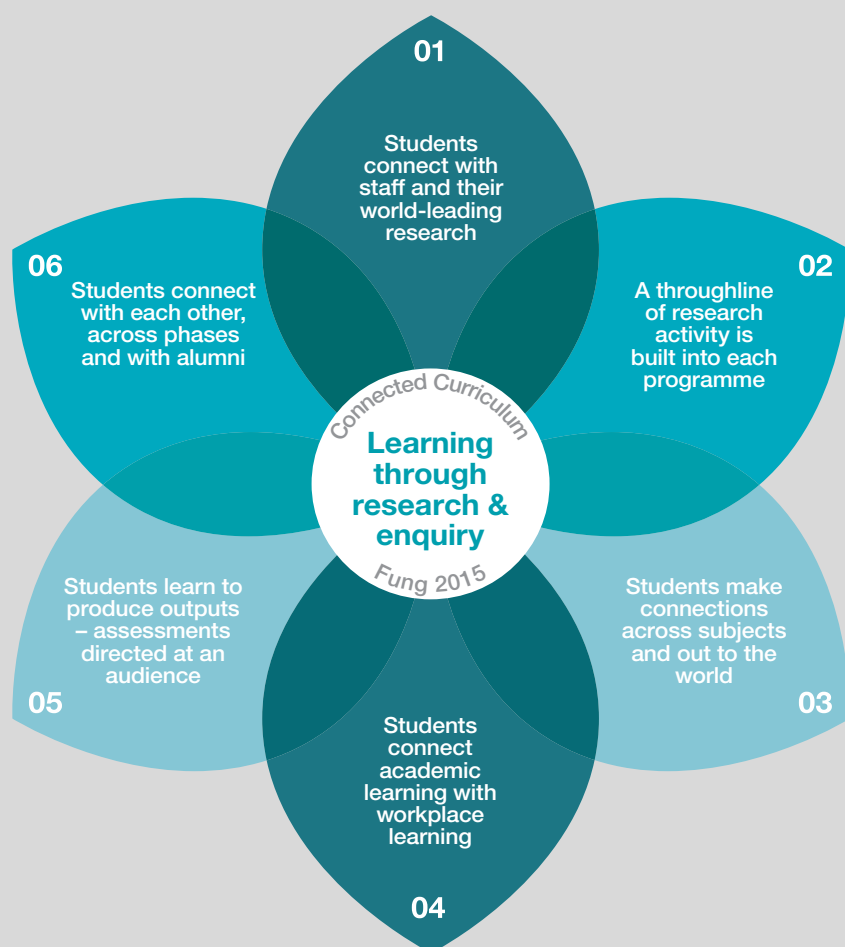 01
Students
connect with
staff and their
world-leading
research
02
A throughline
of research
activity is
built into each
programme
Students make
connections
across subjects
and out to the
world
03
Students
connect
academic
learning with
workplace
learning
04
Students learn to
produce outputs
– assessments
directed at an
audience
05
06
Students connect
with each other,
across phases
and with alumni
Connected Curriculum
Learning
through
research &
enquiry
Fung 2015